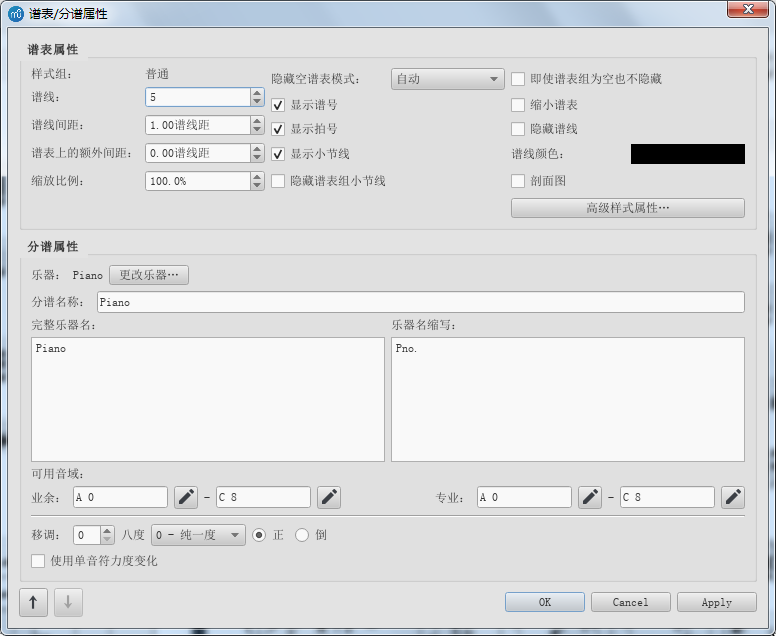 谱表/分谱属性
谱表属性
样式组： 普通
隐藏空谱表模式： 自动
即使谱表组为空也不隐藏
谱线： 5
显示谱号
缩小谱表
谱线间距： 1.00谱线距
显示拍号
隐藏谱线
谱表上的额外间距： 0.00谱线距
显示小节线
谱线颜色：
缩放比例： 100.0%
隐藏谱表组小节线
剖面图
高级样式属性…
分谱属性
乐器： Piano 更改乐器…
分谱名称： Piano
完整乐器名：
乐器名缩写：
Piano
Pno.
可用音域：
业余： A 0 - C 8
专业： A 0 - C 8
移调： 0 八度 0 - 纯一度 正 倒
使用单音符力度变化
OK Cancel Apply